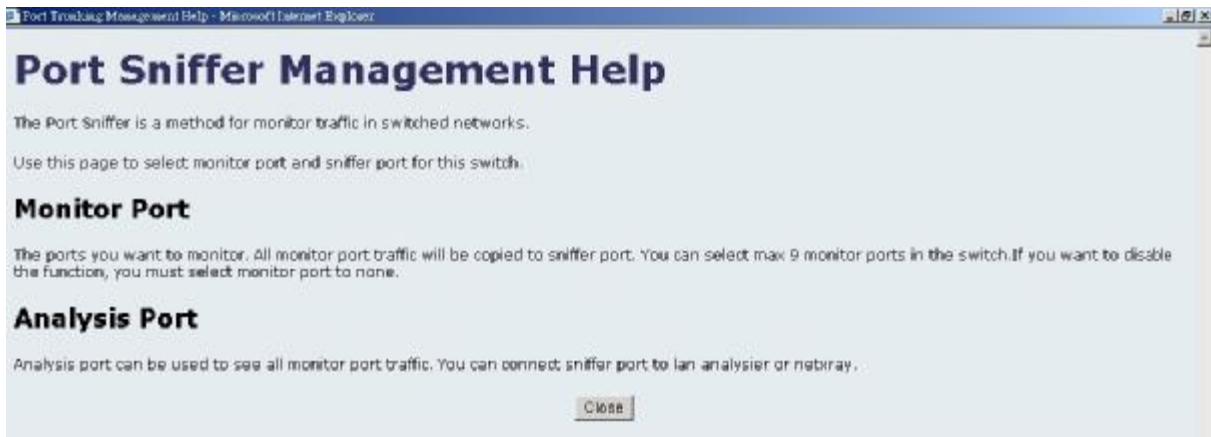 Port Trunking Management Help - Microsoft Internet Explorer
Port Sniffer Management Help
The Port Sniffer is a method for monitor traffic in switched networks.
Use this page to select monitor port and sniffer port for this switch.
Monitor Port
The ports you want to monitor. All monitor port traffic will be copied to sniffer port. You can select max 9 monitor ports in the switch.If you want to disable
the function, you must select monitor port to none.
Analysis Port
Analysis port can be used to see all monitor port traffic. You can connect sniffer port to lan analysier or netxray.
Close